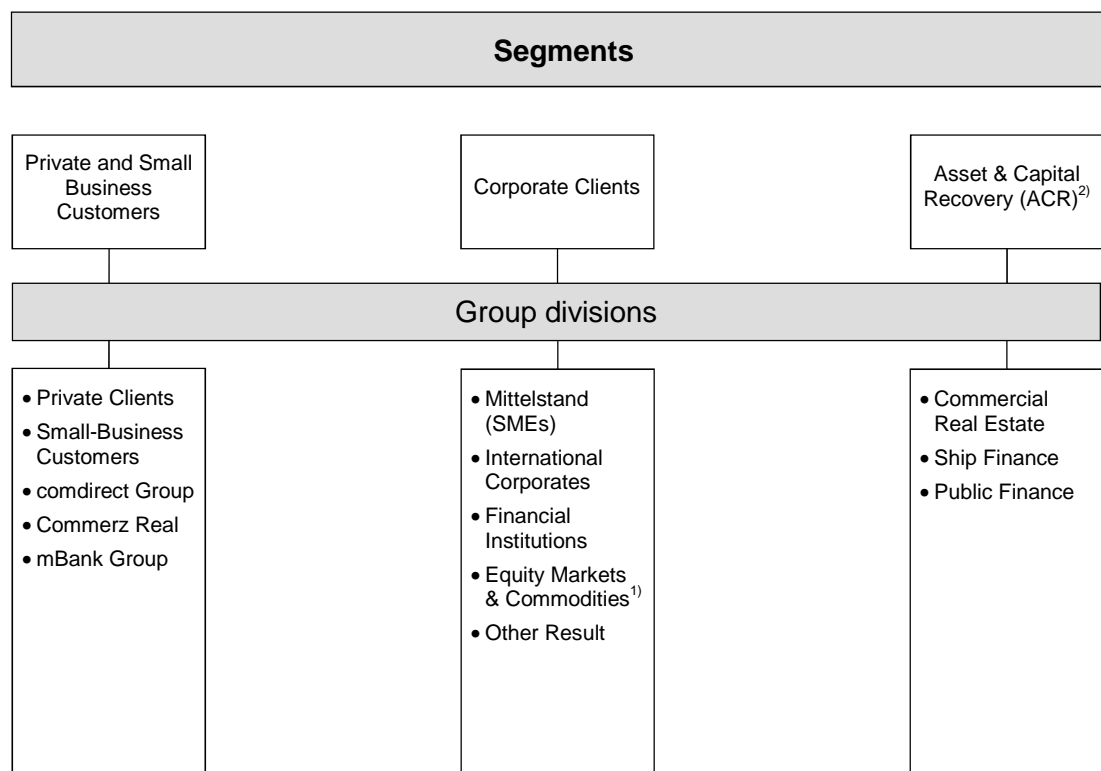 Segments
Private and Small
Business
Customers
Corporate Clients
Asset & Capital
Recovery (ACR)2)
Group divisions
• Private Clients
• Small-Business
Customers
• comdirect Group
• Commerz Real
• mBank Group
• Mittelstand
(SMEs)
• International
Corporates
• Financial
Institutions
• Equity Markets
& Commodities1)
• Other Result
• Commercial
Real Estate
• Ship Finance
• Public Finance